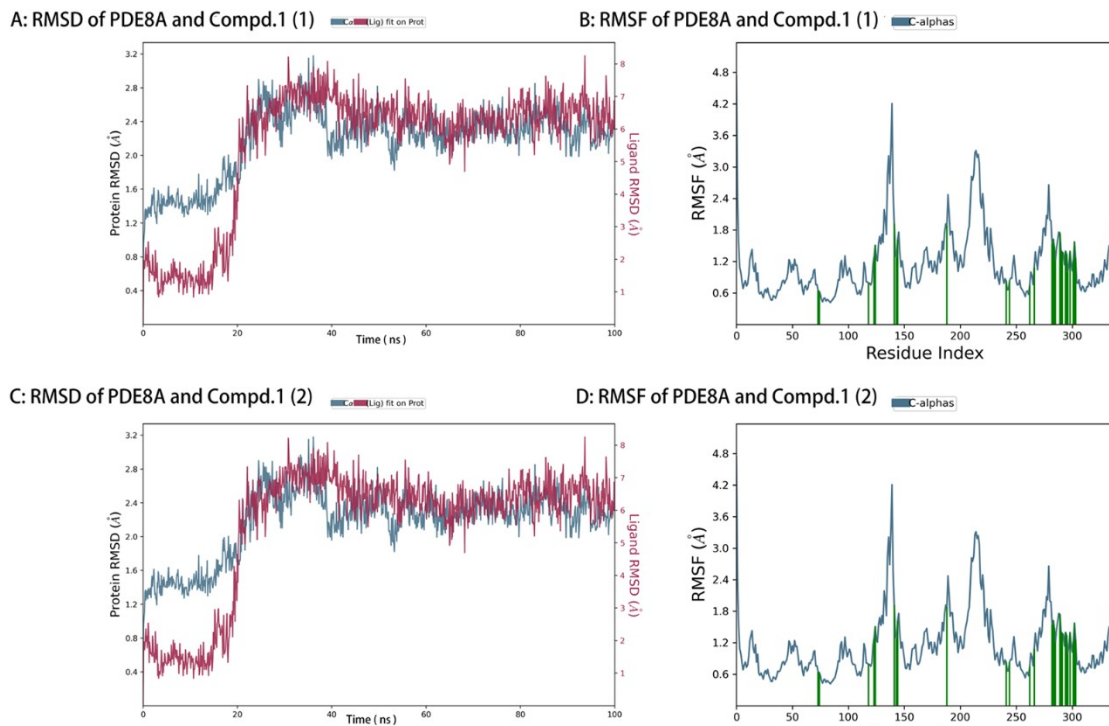 A: RMSD of PDE8A and Compd.1 (1)
Cα (Lig) fit on Prot
Protein RMSD (Å)
3.2
2.8
2.4
2.0
1.6
1.2
0.8
0.4
8
7
6
5
4
3
2
1
Ligand RMSD (Å)
0 20 40 60 80 100
Time ( ns )
B: RMSF of PDE8A and Compd.1 (1)
C-alphas
RMSF (Å)
4.8
4.2
3.6
3.0
2.4
1.8
1.2
0.6
0 50 100 150 200 250 300
Residue Index
C: RMSD of PDE8A and Compd.1 (2)
Cα (Lig) fit on Prot
Protein RMSD (Å)
3.2
2.8
2.4
2.0
1.6
1.2
0.8
0.4
8
7
6
5
4
3
2
1
Ligand RMSD (Å)
0 20 40 60 80 100
Time ( ns )
D: RMSF of PDE8A and Compd.1 (2)
C-alphas
RMSF (Å)
4.8
4.2
3.6
3.0
2.4
1.8
1.2
0.6
0 50 100 150 200 250 300